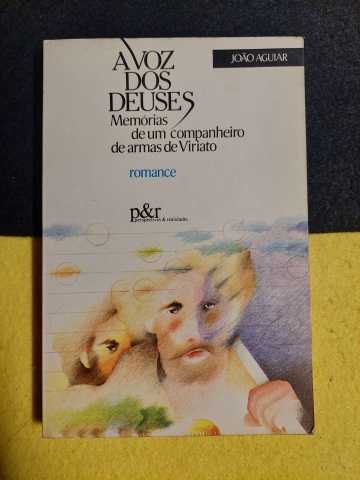 JOÃO AGUIAR
A VOZ
DOS
DEUSES
Memórias
de um companheiro
de armas de Viriato
romance
p&r
perspectivas & realidades